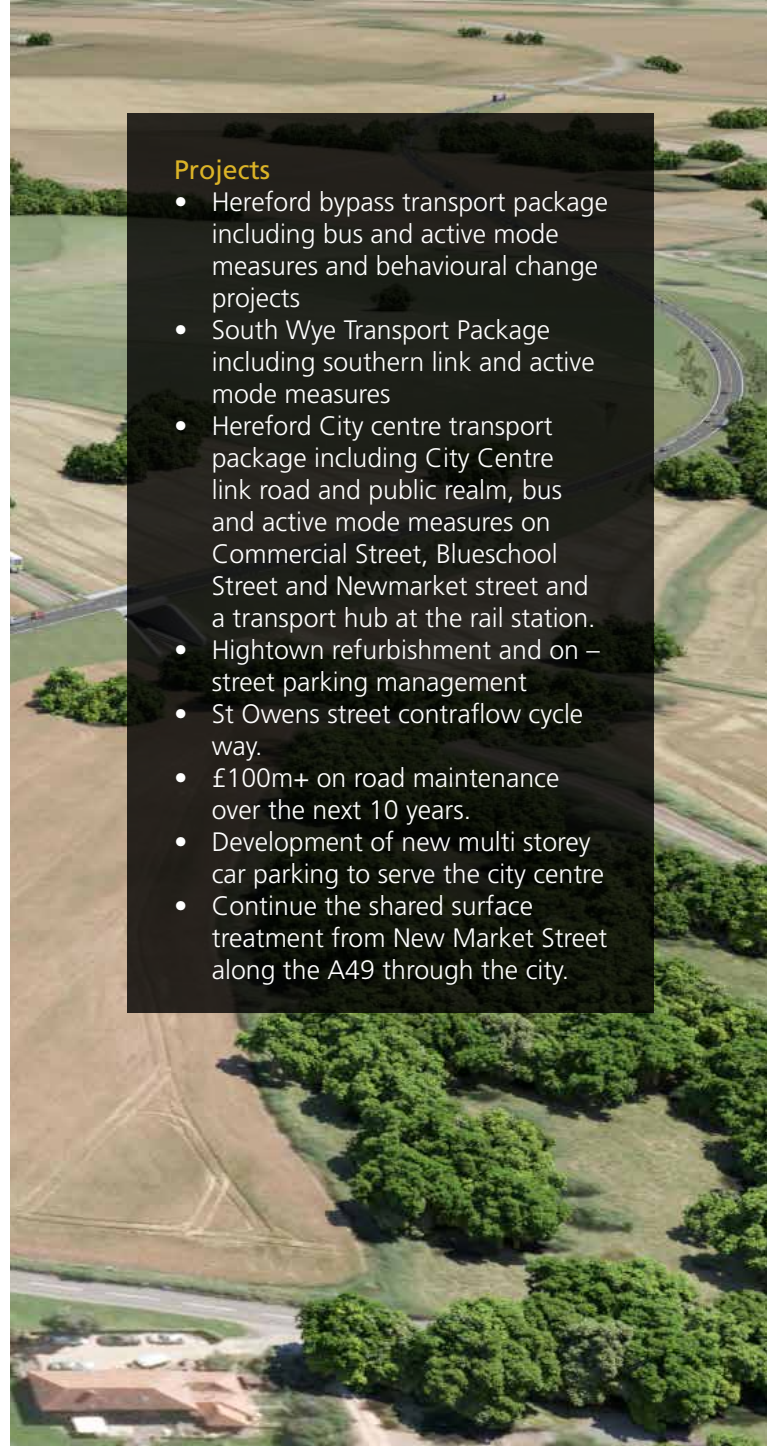 Projects
• Hereford bypass transport package
including bus and active mode
measures and behavioural change
projects
• South Wye Transport Package
including southern link and active
mode measures
• Hereford City centre transport
package including City Centre
link road and public realm, bus
and active mode measures on
Commercial Street, Blueschool
Street and Newmarket street and
a transport hub at the rail station.
• Hightown refurbishment and on –
street parking management
• St Owens street contraflow cycle
way.
• £100m+ on road maintenance
over the next 10 years.
• Development of new multi storey
car parking to serve the city centre
• Continue the shared surface
treatment from New Market Street
along the A49 through the city.